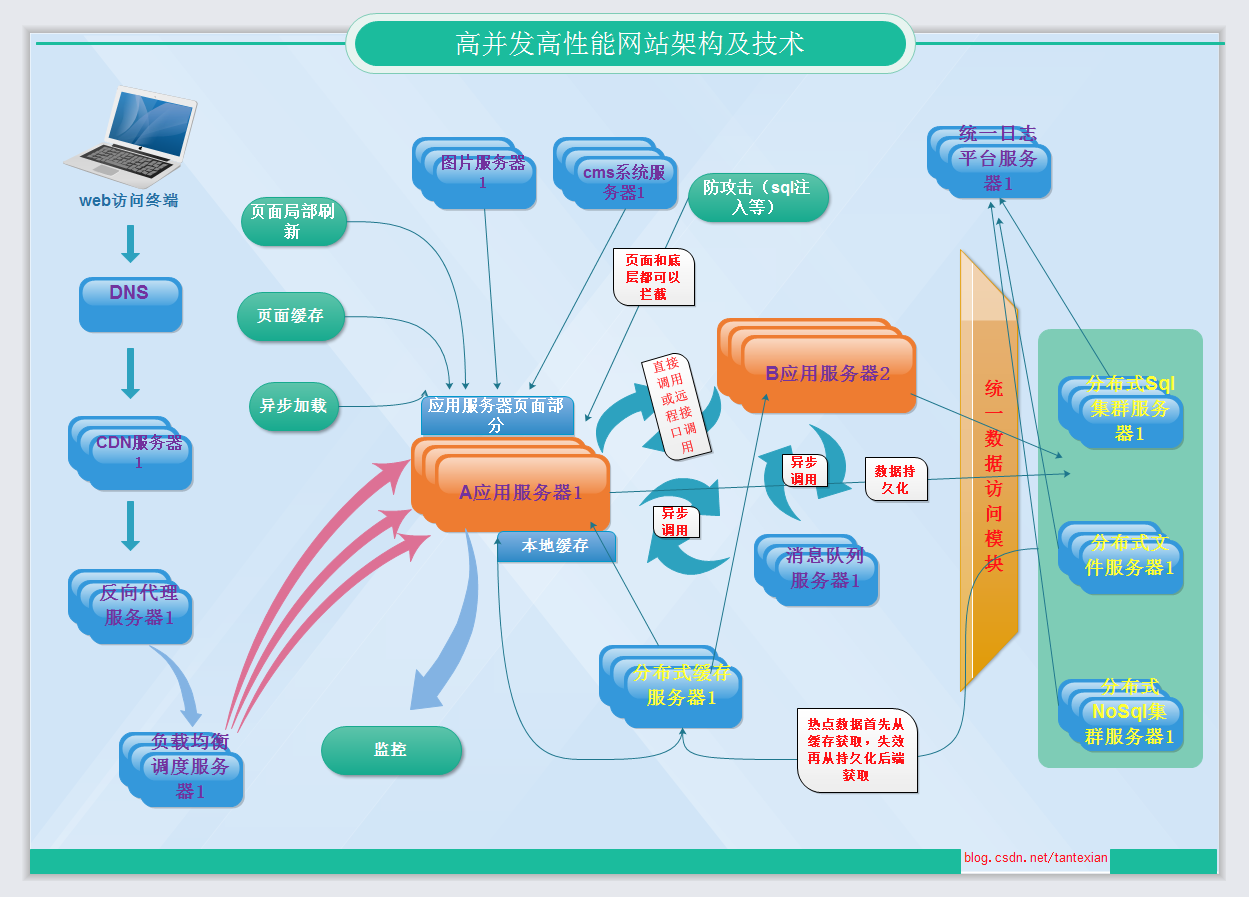 高并发高性能网站架构及技术
web访问终端
DNS
CDN服务器
1
反向代理
服务器1
负载均衡
调度服务
器1
页面局部刷
新
页面缓存
异步加载
图片服务器
1
cms系统服
务器1
防攻击（sql注
入等）
页面和底
层都可以
拦截
应用服务器页面部
分
A应用服务器1
本地缓存
监控
直接
调用
或远
程接
口调
用
B应用服务器2
异步
调用
异步
调用
数据持
久化
消息队列
服务器1
分布式缓存
服务器1
热点数据首先从
缓存获取，失效
再从持久化后端
获取
统一日志
平台服务
器1
统
一
数
据
访
问
模
块
分布式Sql
集群服务
器1
分布式文
件服务器1
分布式
NoSql集
群服务器1
blog.csdn.net/tantexian